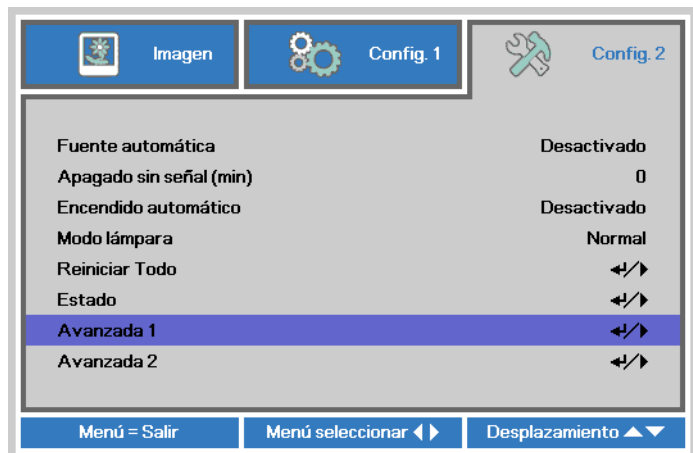 Imagen Config. 1 Config. 2
Fuente automática Desactivado
Apagado sin señal (min) 0
Encendido automático Desactivado
Modo lámpara Normal
Reiniciar Todo
Estado
Avanzada 1
Avanzada 2
Menú = Salir Menú seleccionar Desplazamiento